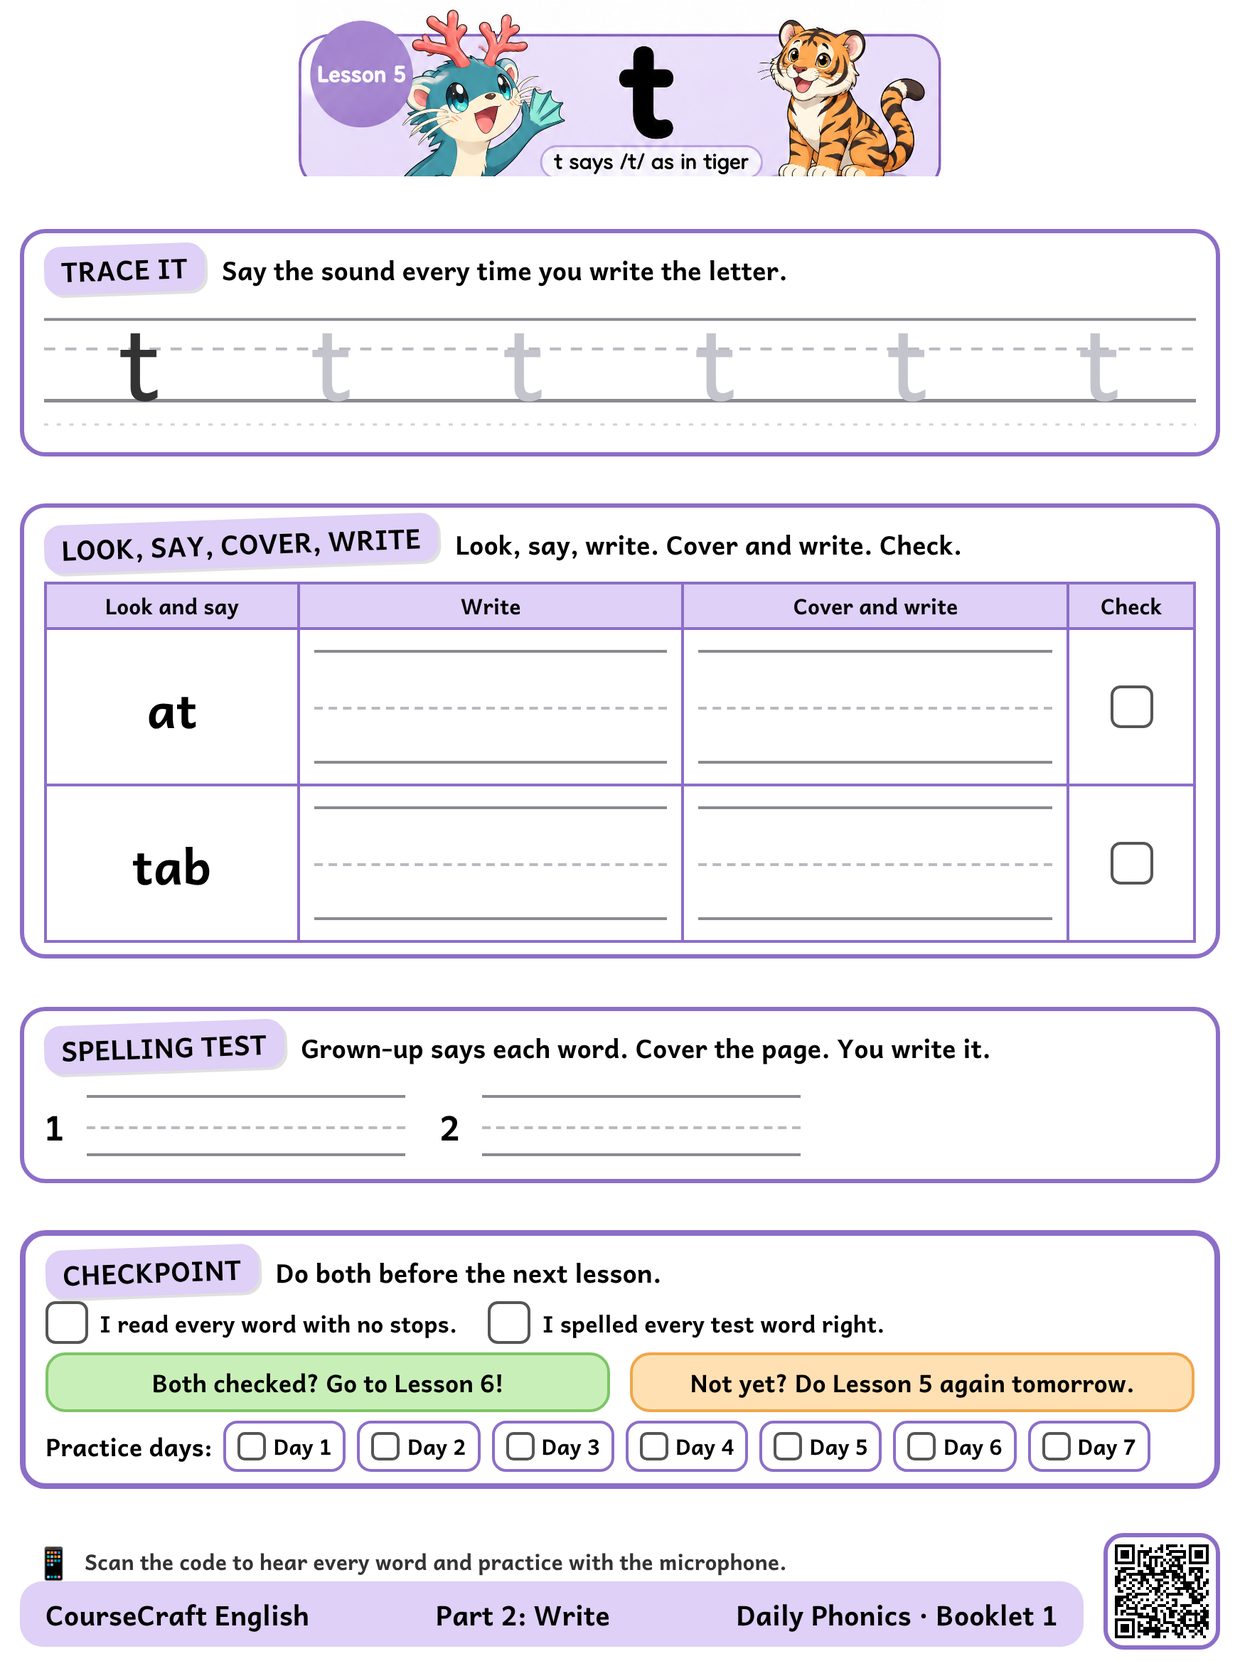 Lesson 5
t
t says /t/ as in tiger
TRACE IT Say the sound every time you write the letter.
t t t t t t
LOOK, SAY, COVER, WRITE Look, say, write. Cover and write. Check.
Look and say Write Cover and write Check
at
tab
SPELLING TEST Grown-up says each word. Cover the page. You write it.
1 2
CHECKPOINT Do both before the next lesson.
I read every word with no stops. I spelled every test word right.
Both checked? Go to Lesson 6! Not yet? Do Lesson 5 again tomorrow.
Practice days: Day 1 Day 2 Day 3 Day 4 Day 5 Day 6 Day 7
Scan the code to hear every word and practice with the microphone.
CourseCraft English Part 2: Write Daily Phonics · Booklet 1